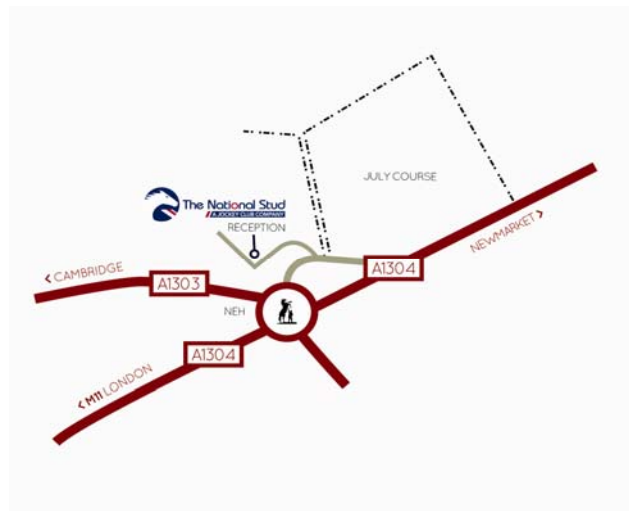 JULY COURSE
The National Stud
A JOCKEY CLUB COMPANY
RECEPTION
NEWMARKET >
A1304
< CAMBRIDGE
A1303
NEH
A1304
< M11 LONDON